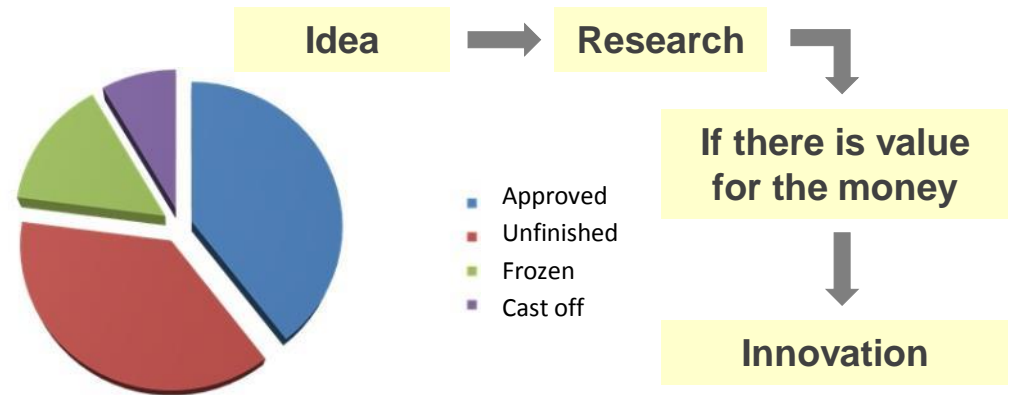 Idea
Research
If there is value
for the money
Approved
Unfinished
Frozen
Cast off
Innovation